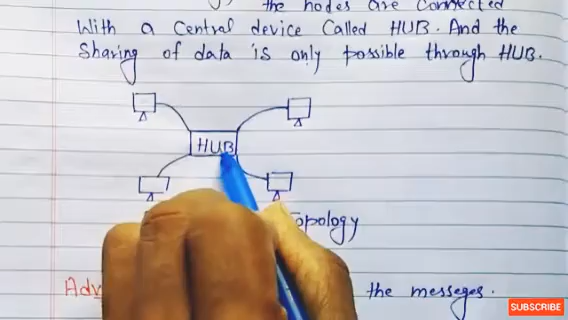 the nodes are connected
With a Central device Called HUB. And the
Sharing of data is only possible through HUB.
HUB
opology
Adv
the messeges.
SUBSCRIBE